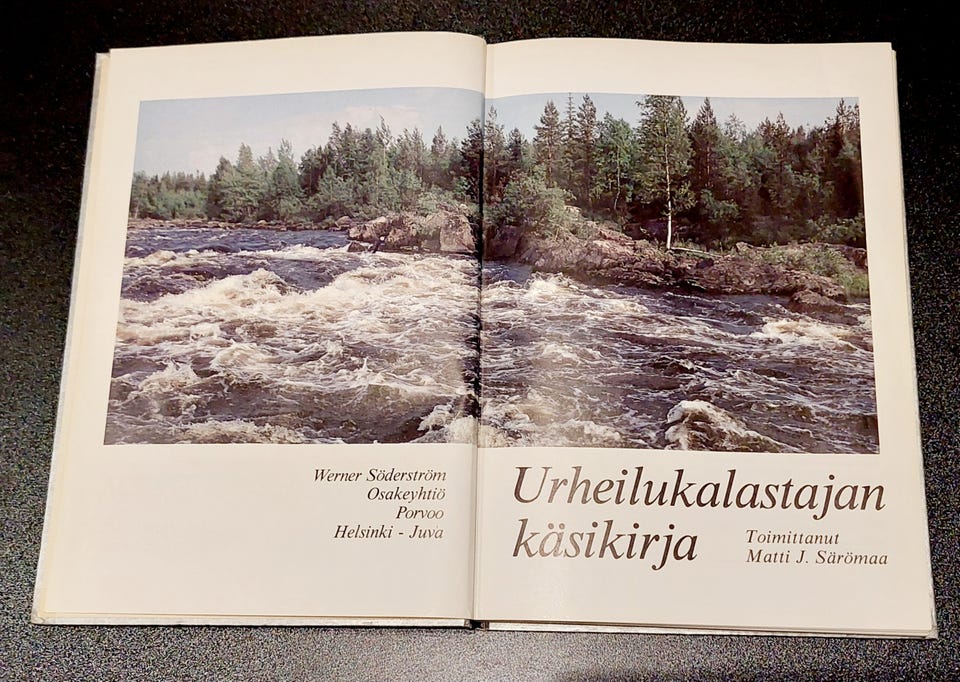 Werner Söderström
Osakeyhtiö
Porvoo
Helsinki - Juva
Urheilukalastajan
käsikirja
Toimittanut
Matti J. Särömaa